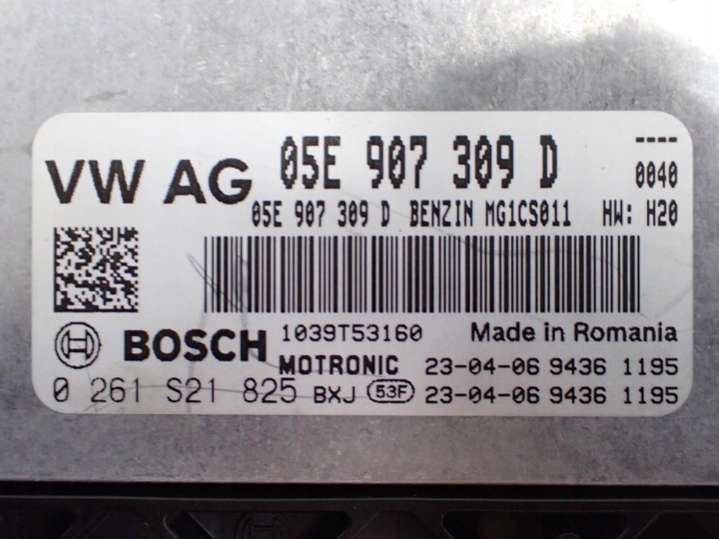 VW AG 05E 907 309 D ----
0040
05E 907 309 D BENZIN MG1CS011 HW: H20
BOSCH 1039T53160 Made in Romania
MOTRONIC 23-04-06 9436 1195
0 261 S21 825 BXJ 53F 23-04-06 9436 1195
BOSCH